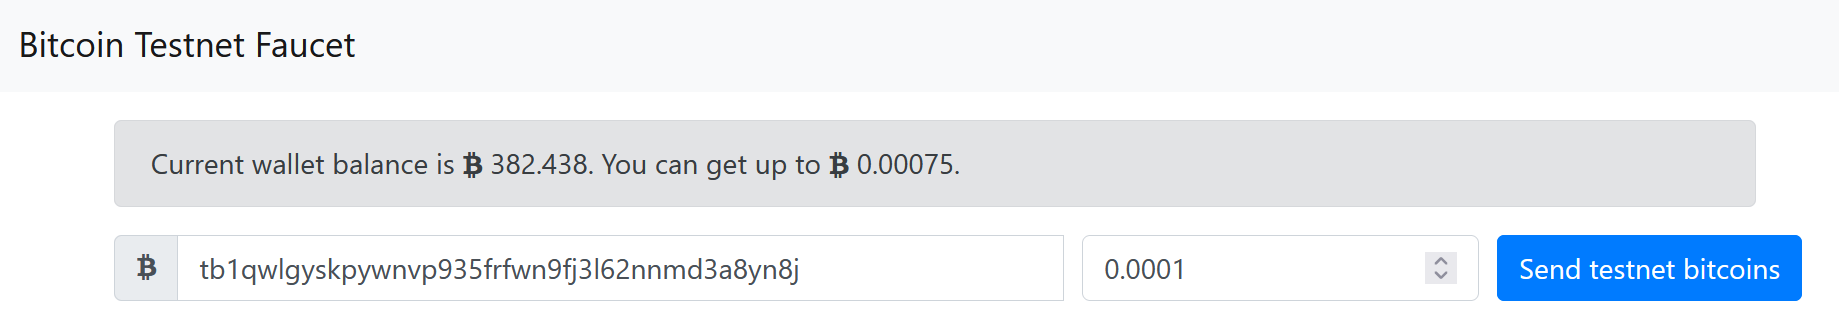 Bitcoin Testnet Faucet
Current wallet balance is ₿ 382.438. You can get up to ₿ 0.00075.
₿ tb1qwlgyskpywnvp935frfwn9fj3l62nnmd3a8yn8j 0.0001 Send testnet bitcoins